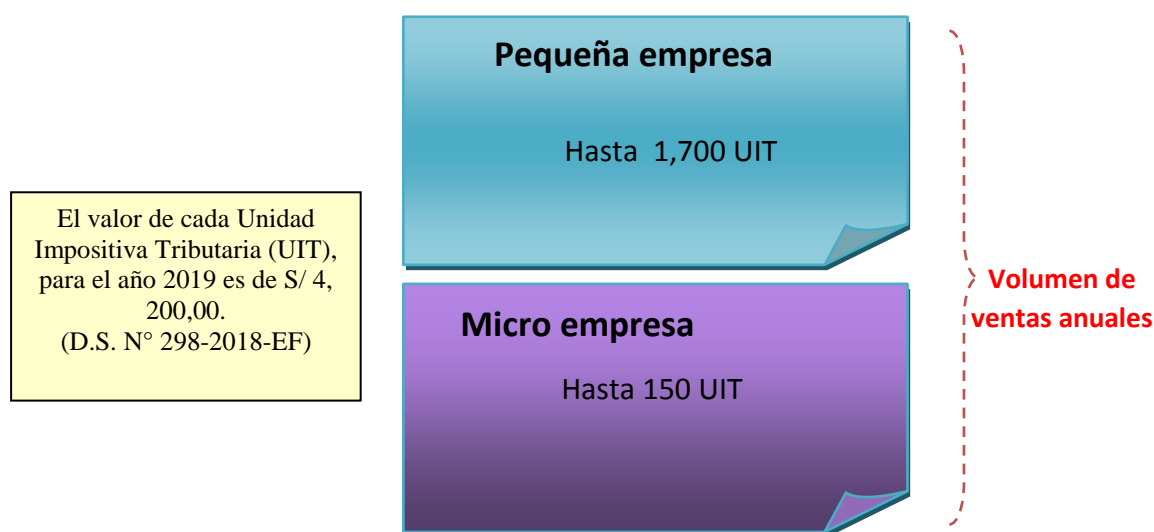 Pequeña empresa
Hasta 1,700 UIT
El valor de cada Unidad
Impositiva Tributaria (UIT),
para el año 2019 es de S/ 4,
200,00.
(D.S. N° 298-2018-EF)
Micro empresa
Hasta 150 UIT
Volumen de
ventas anuales